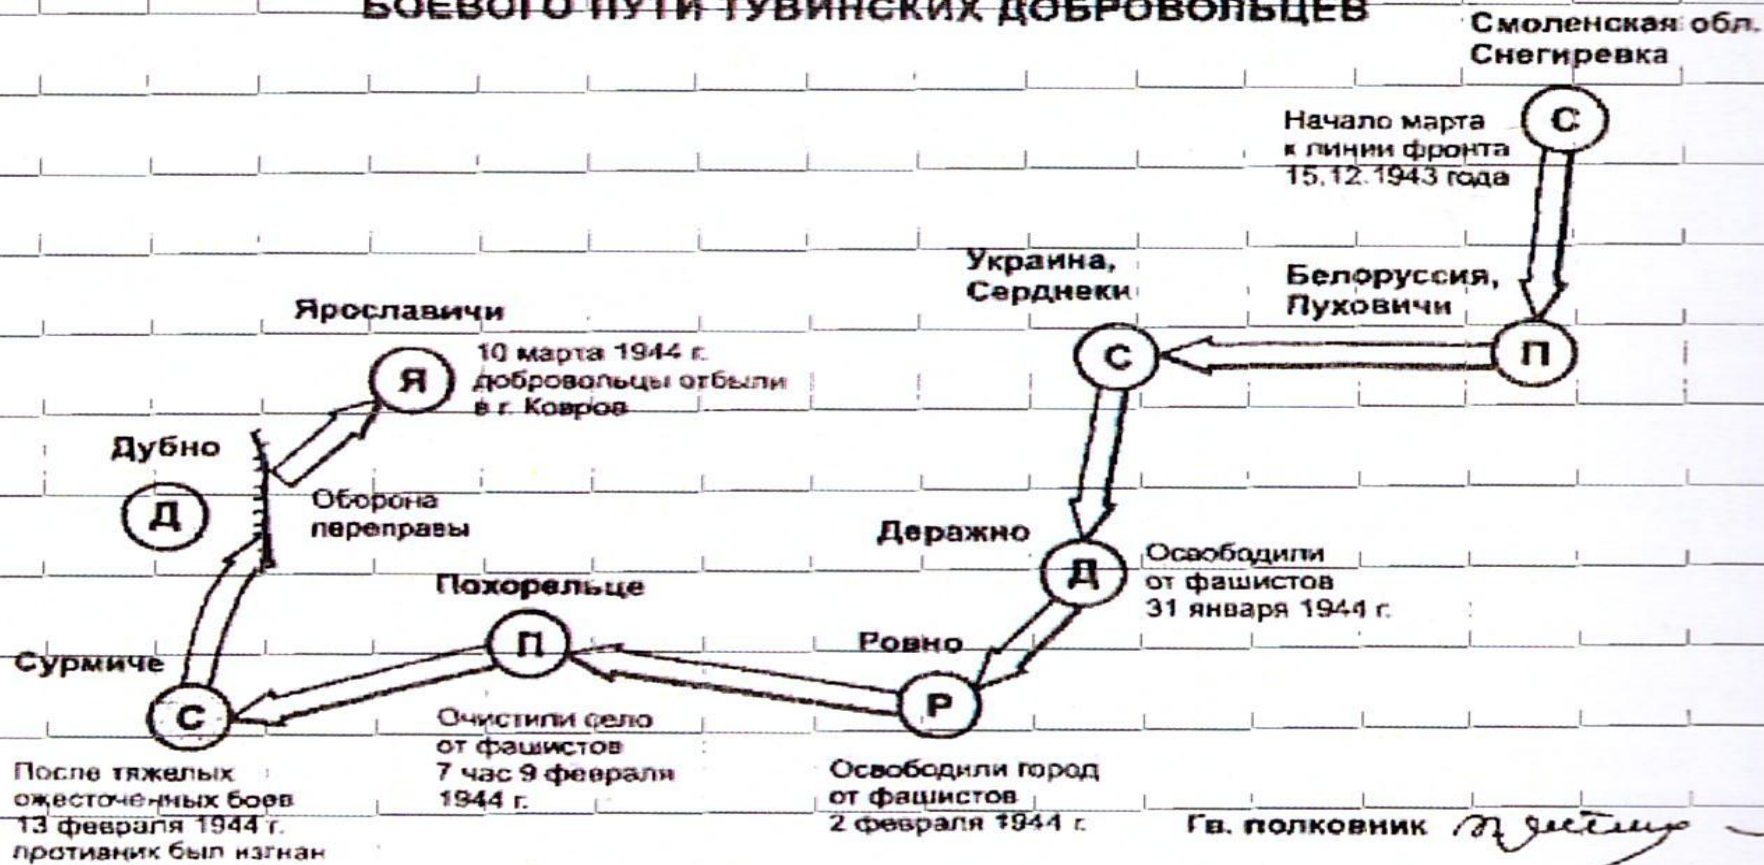 БОЕВОГО ПУТИ ТУВИНСКИХ ДОБРОВОЛЬЦЕВ
Смоленская обл.
Снегиревка
С
Начало марта
к линии фронта
15.12.1943 года
Украина,
Серднеки
С
Белоруссия,
Пуховичи
П
Ярославичи
Я
10 марта 1944 г.
добровольцы отбыли
в г. Ковров
Дубно
Д
Оборона
переправы
Деражно
Д
Освободили
от фашистов
31 января 1944 г.
Похорельце
П
Ровно
Р
Сурмиче
С
Очистили село
от фашистов
7 час 9 февраля
1944 г.
После тяжелых
ожесточенных боев
13 февраля 1944 г.
противник был изгнан
Освободили город
от фашистов
2 февраля 1944 г.
Гв. полковник